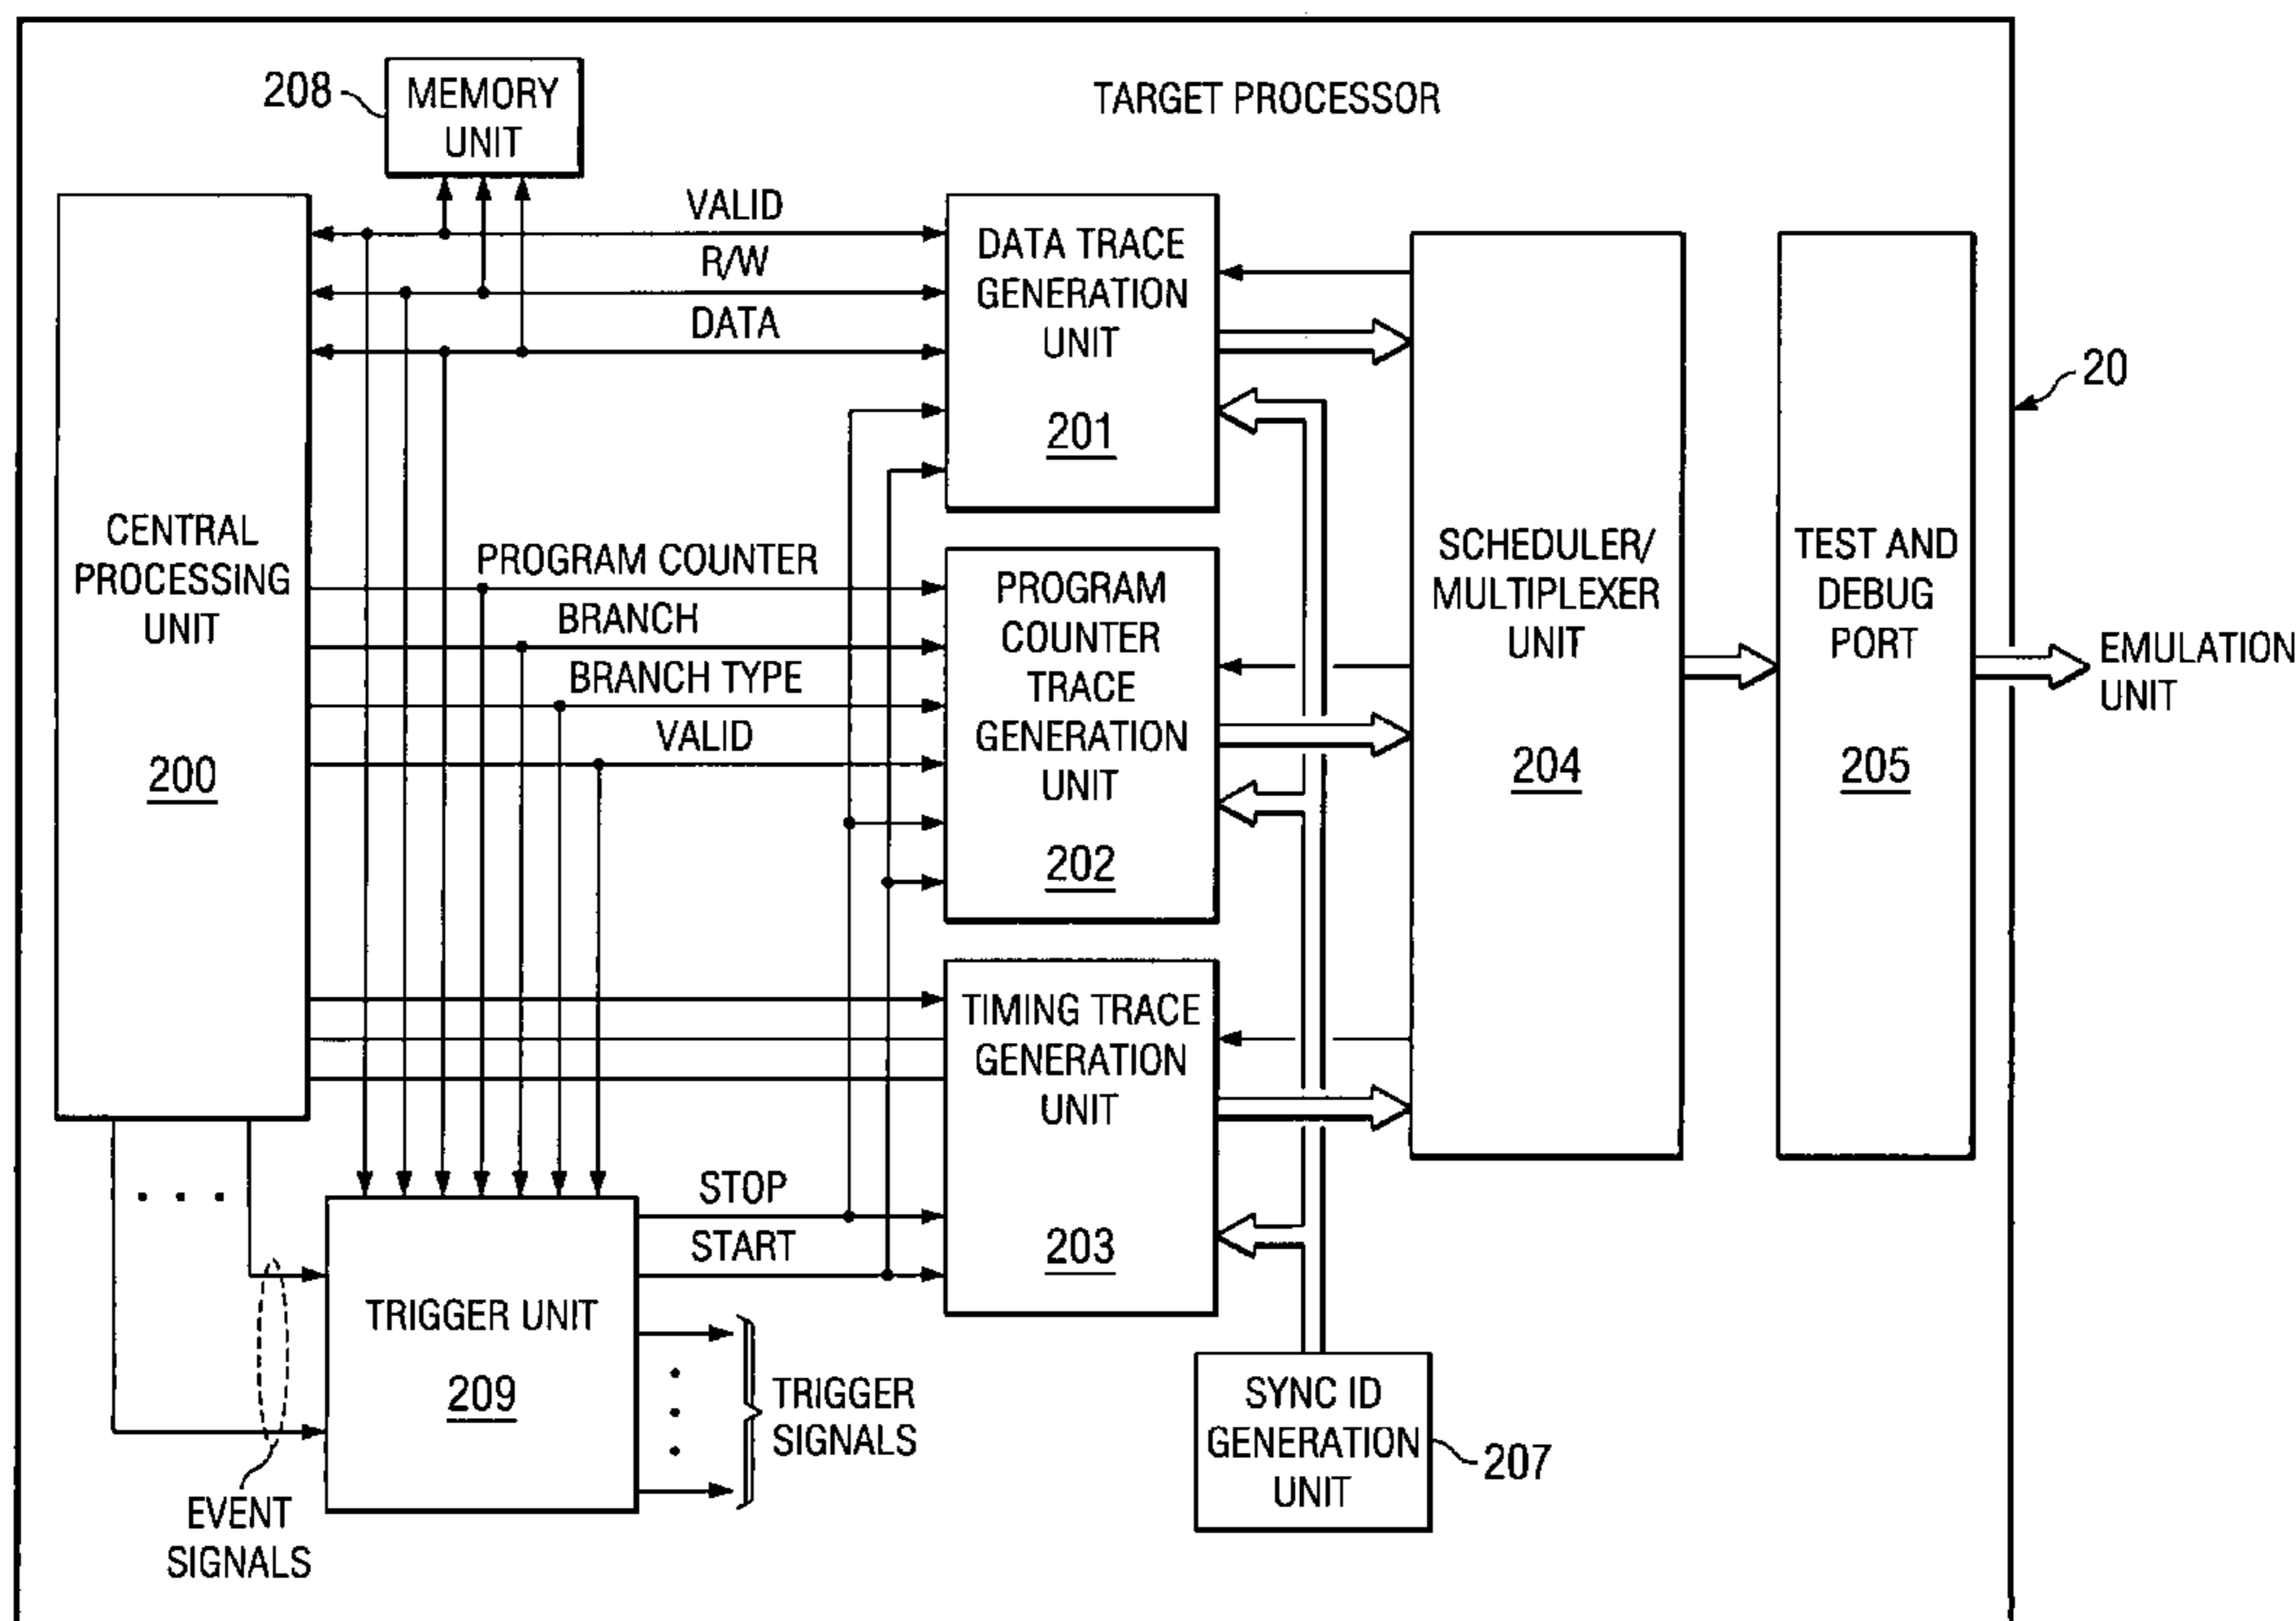 TARGET PROCESSOR
208
MEMORY
UNIT
VALID
R/W
DATA
DATA TRACE
GENERATION
UNIT
201
20
CENTRAL
PROCESSING
UNIT
200
PROGRAM COUNTER
BRANCH
BRANCH TYPE
VALID
PROGRAM
COUNTER
TRACE
GENERATION
UNIT
202
SCHEDULER/
MULTIPLEXER
UNIT
204
TEST AND
DEBUG
PORT
205
EMULATION
UNIT
TIMING TRACE
GENERATION
UNIT
203
STOP
START
TRIGGER UNIT
209
TRIGGER
SIGNALS
EVENT
SIGNALS
SYNC ID
GENERATION
UNIT
207